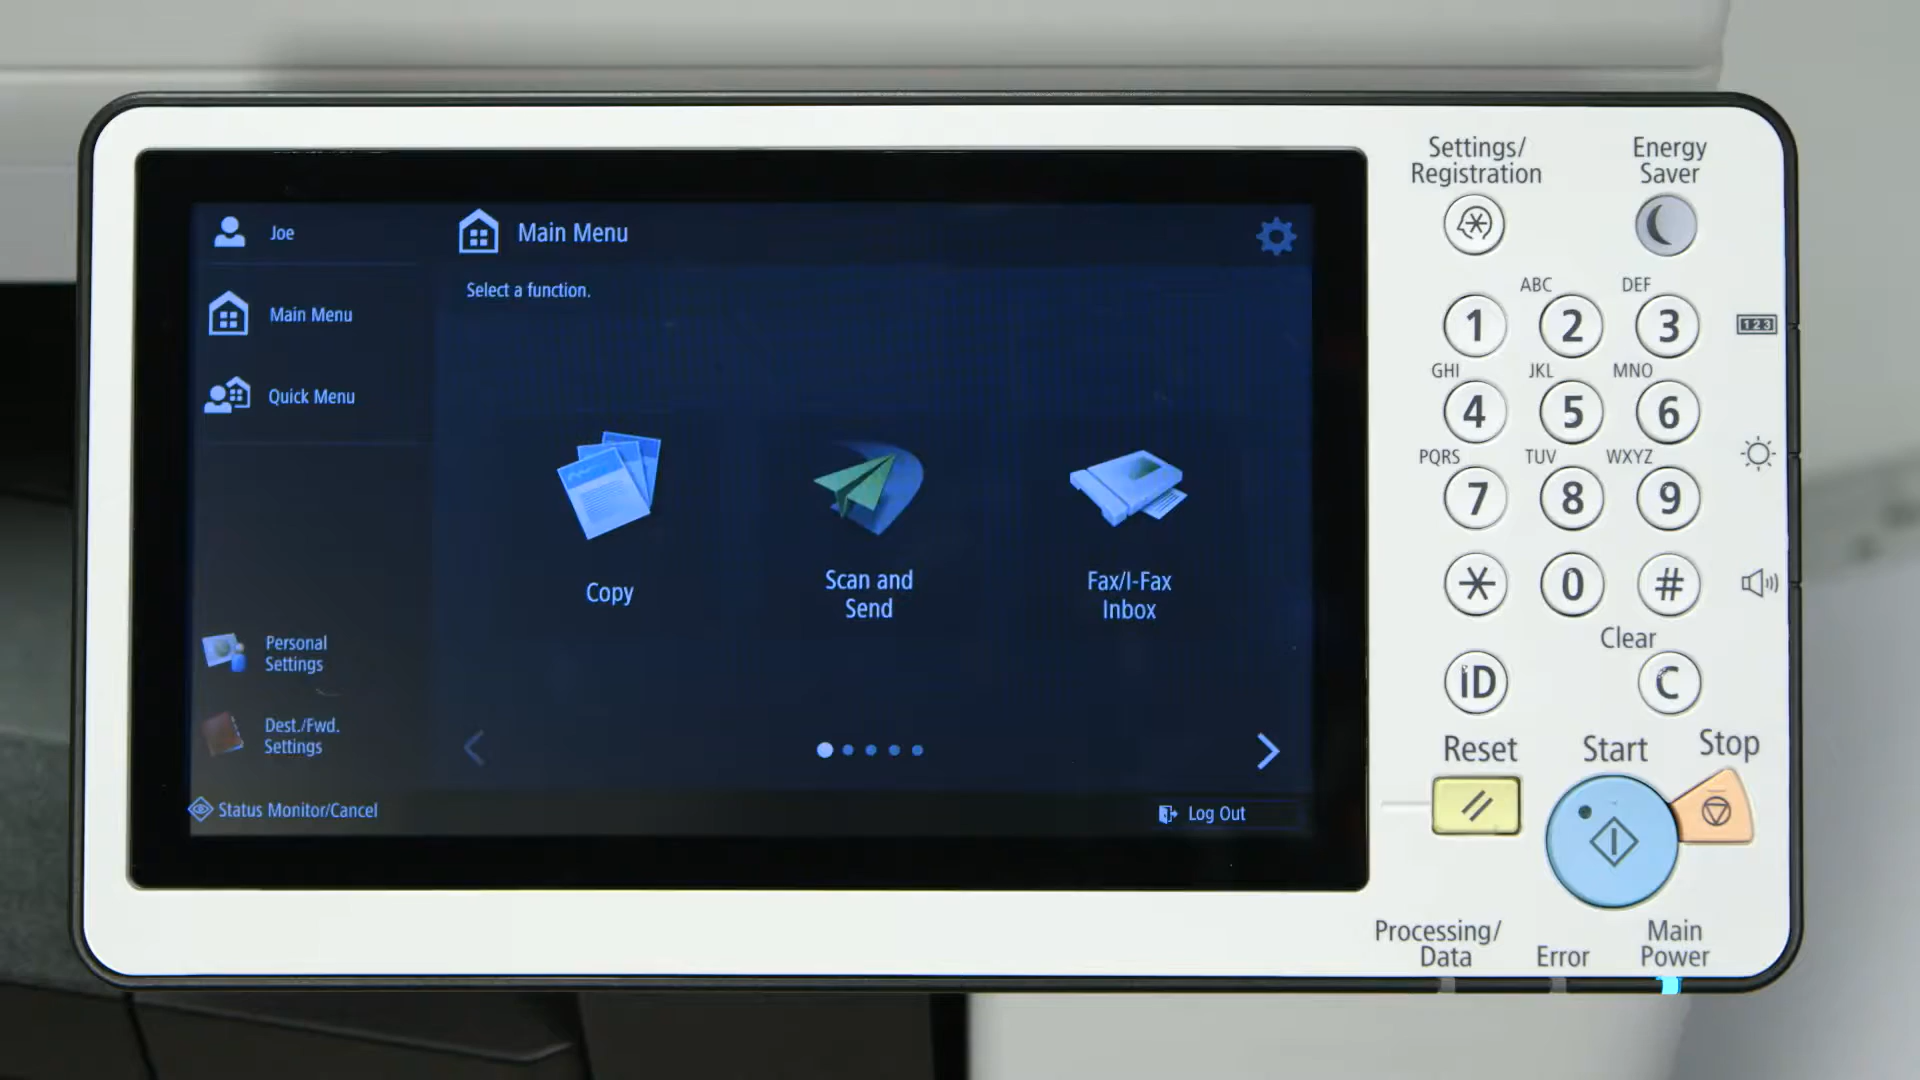 Joe
Main Menu
Select a function.
Main Menu
Quick Menu
Copy
Scan and
Send
Fax/I-Fax
Inbox
Personal
Settings
Dest./Fwd.
Settings
Status Monitor/Cancel
Log Out
Settings/
Registration
Energy
Saver
ABC DEF
1 2 3
123
GHI JKL MNO
4 5 6
PQRS TUV WXYZ
7 8 9
* 0 #
Clear
ID C
Reset Start Stop
Processing/
Data
Error
Main
Power